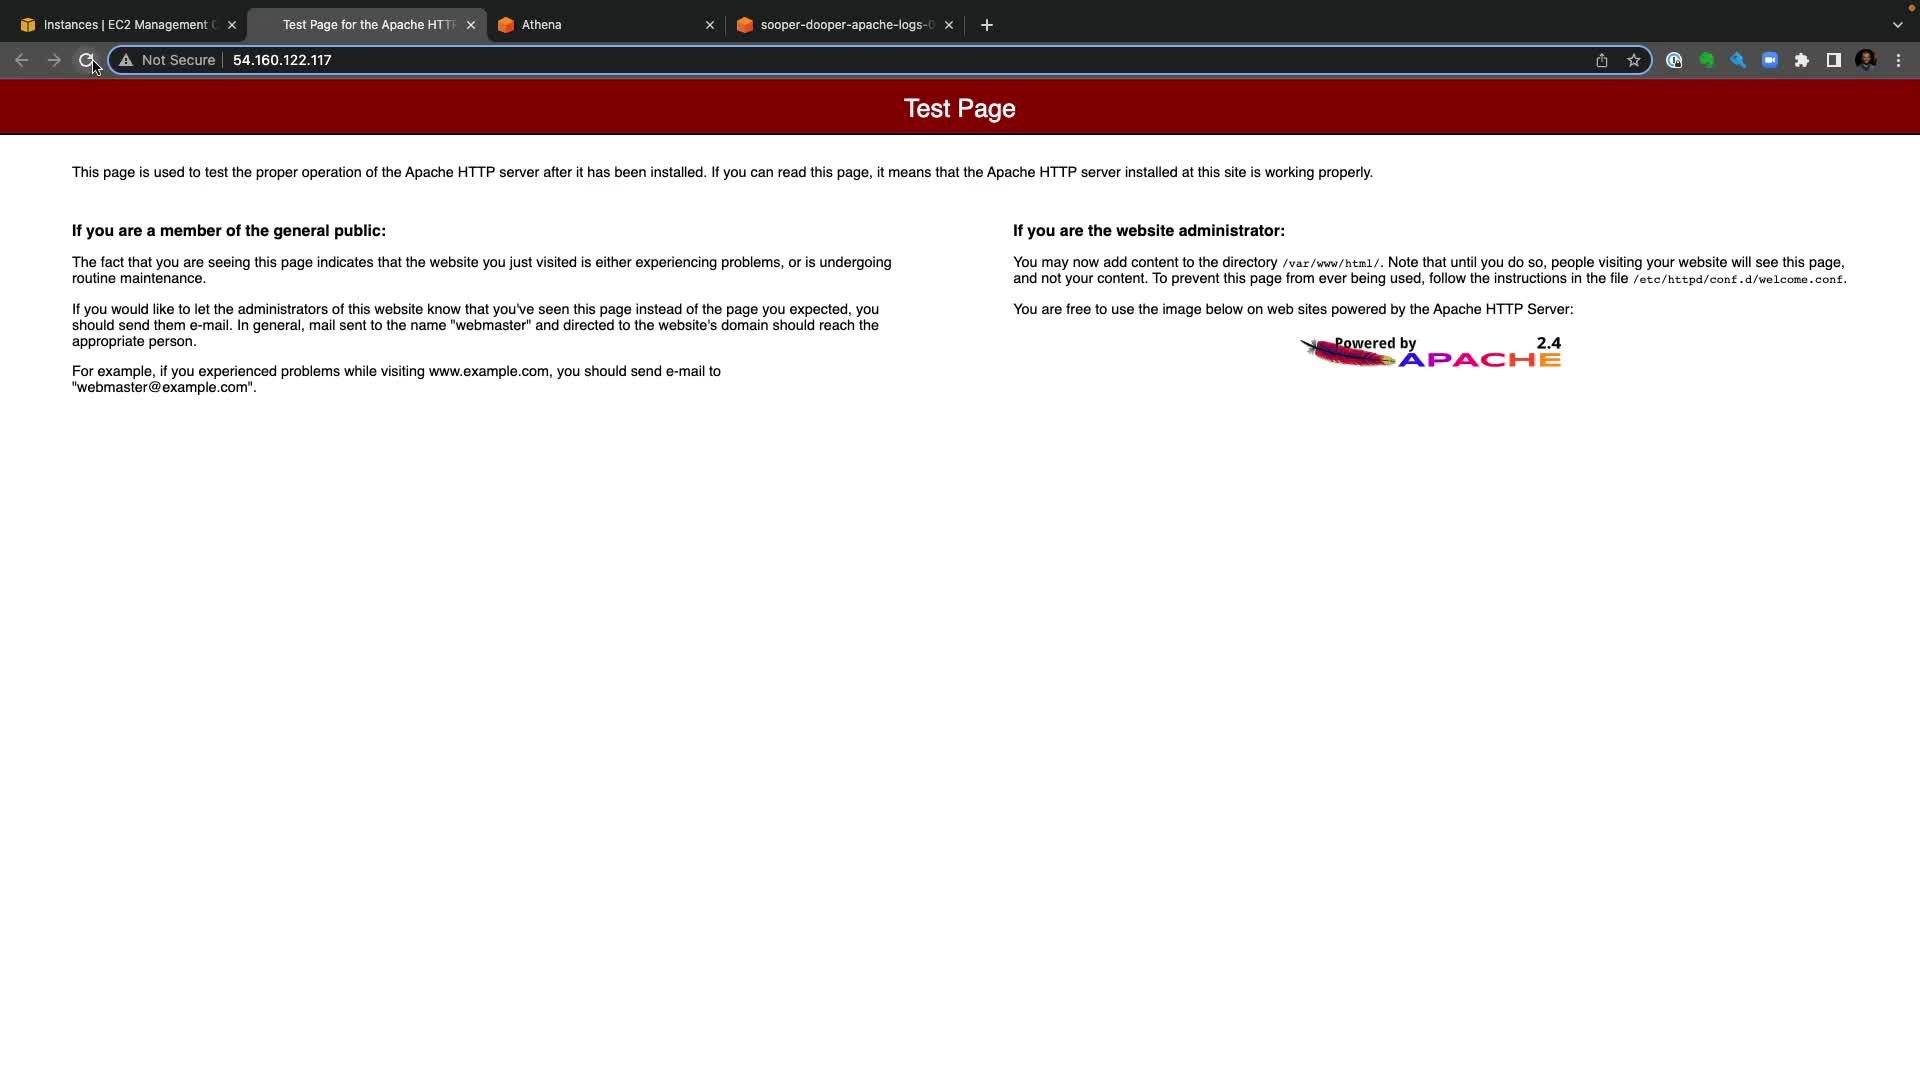 Instances | EC2 Management C
Test Page for the Apache HTTP
Athena
sooper-dooper-apache-logs-0
Not Secure
54.160.122.117
Test Page
This page is used to test the proper operation of the Apache HTTP server after it has been installed. If you can read this page, it means that the Apache HTTP server installed at this site is working properly.
If you are a member of the general public:
The fact that you are seeing this page indicates that the website you just visited is either experiencing problems, or is undergoing
routine maintenance.
If you would like to let the administrators of this website know that you've seen this page instead of the page you expected, you
should send them e-mail. In general, mail sent to the name "webmaster" and directed to the website's domain should reach the
appropriate person.
For example, if you experienced problems while visiting www.example.com, you should send e-mail to
"webmaster@example.com".
If you are the website administrator:
You may now add content to the directory /var/www/html/. Note that until you do so, people visiting your website will see this page,
and not your content. To prevent this page from ever being used, follow the instructions in the file /etc/httpd/conf.d/welcome.conf.
You are free to use the image below on web sites powered by the Apache HTTP Server:
Powered by 2.4
APACHE